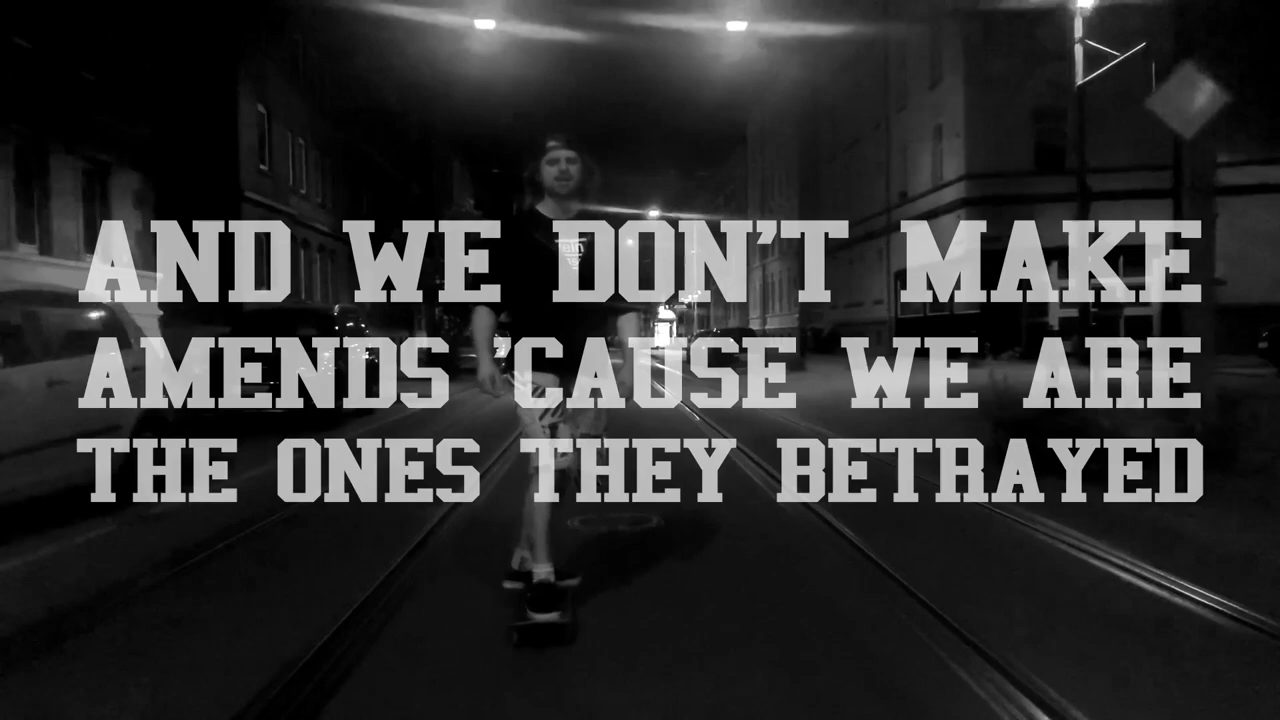 AND WE DON'T MAKE
AMENDS 'CAUSE WE ARE
THE ONES THEY BETRAYED